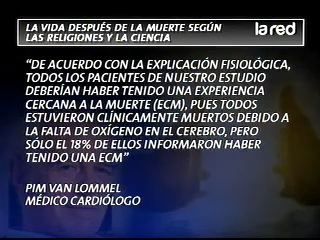 LA VIDA DESPUÉS DE LA MUERTE SEGÚN
LAS RELIGIONES Y LA CIENCIA
la red
“DE ACUERDO CON LA EXPLICACIÓN FISIOLÓGICA,
TODOS LOS PACIENTES DE NUESTRO ESTUDIO
DEBERÍAN HABER TENIDO UNA EXPERIENCIA
CERCANA A LA MUERTE (ECM), PUES TODOS
ESTUVIERON CLÍNICAMENTE MUERTOS DEBIDO A
LA FALTA DE OXÍGENO EN EL CEREBRO, PERO
SÓLO EL 18% DE ELLOS INFORMARON HABER
TENIDO UNA ECM”
PIM VAN LOMMEL
MÉDICO CARDIÓLOGO